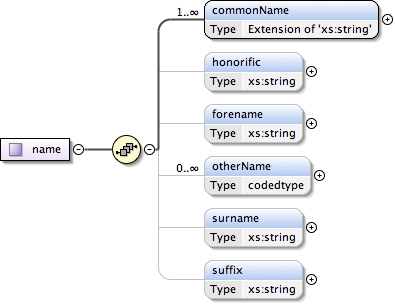 1..∞
commonName
Type Extension of 'xs:string'
honorific
Type xs:string
forename
Type xs:string
name
0..∞
otherName
Type codedtype
surname
Type xs:string
suffix
Type xs:string